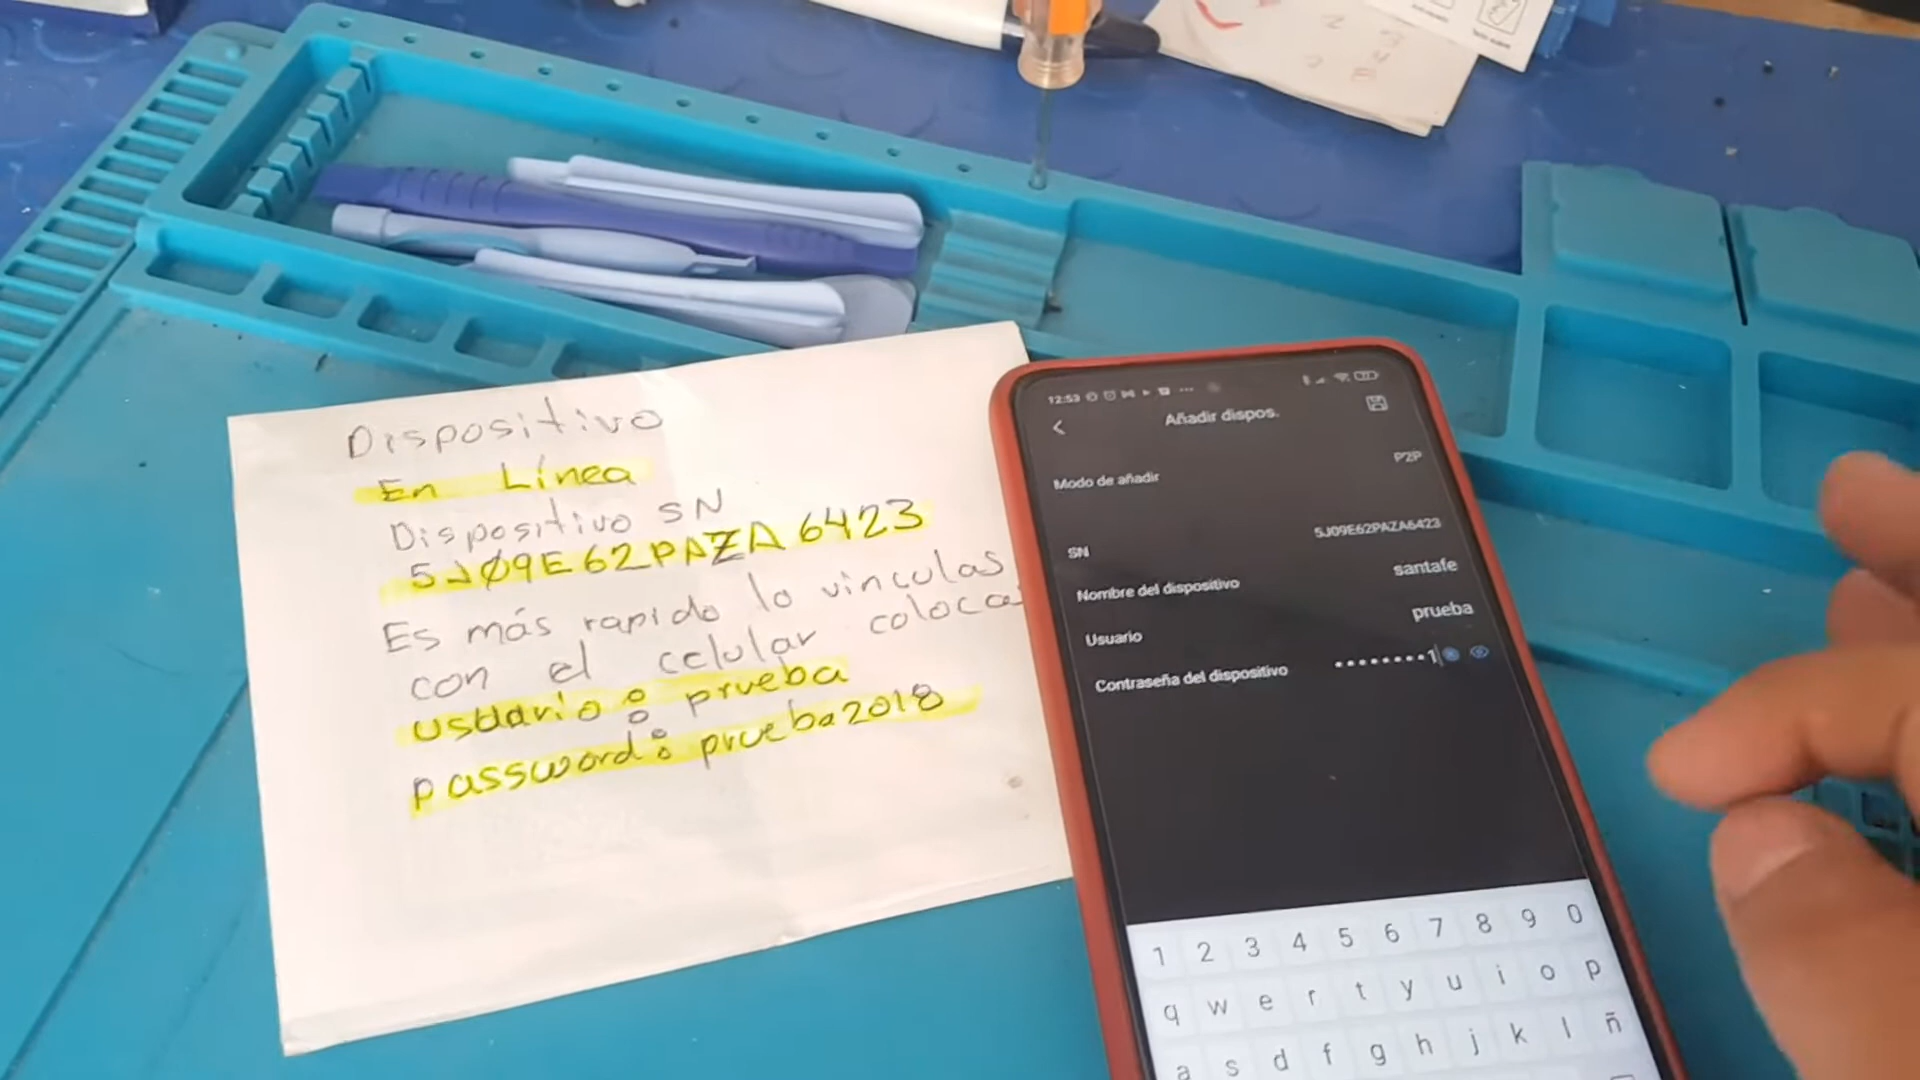 Dispositivo
En Línea
Dispositivo SN
5JØ9E62PAZA6423
Es más rapido lo vinculas
con el celular coloca
usuario: prueba
password: prueba2018
12:53
Añadir dispos.
Modo de añadir P2P
SN 5J09E62PAZA6423
Nombre del dispositivo santafe
Usuario prueba
Contraseña del dispositivo ••••••••1
1 2 3 4 5 6 7 8 9 0
q w e r t y u i o p
a s d f g h j k l ñ